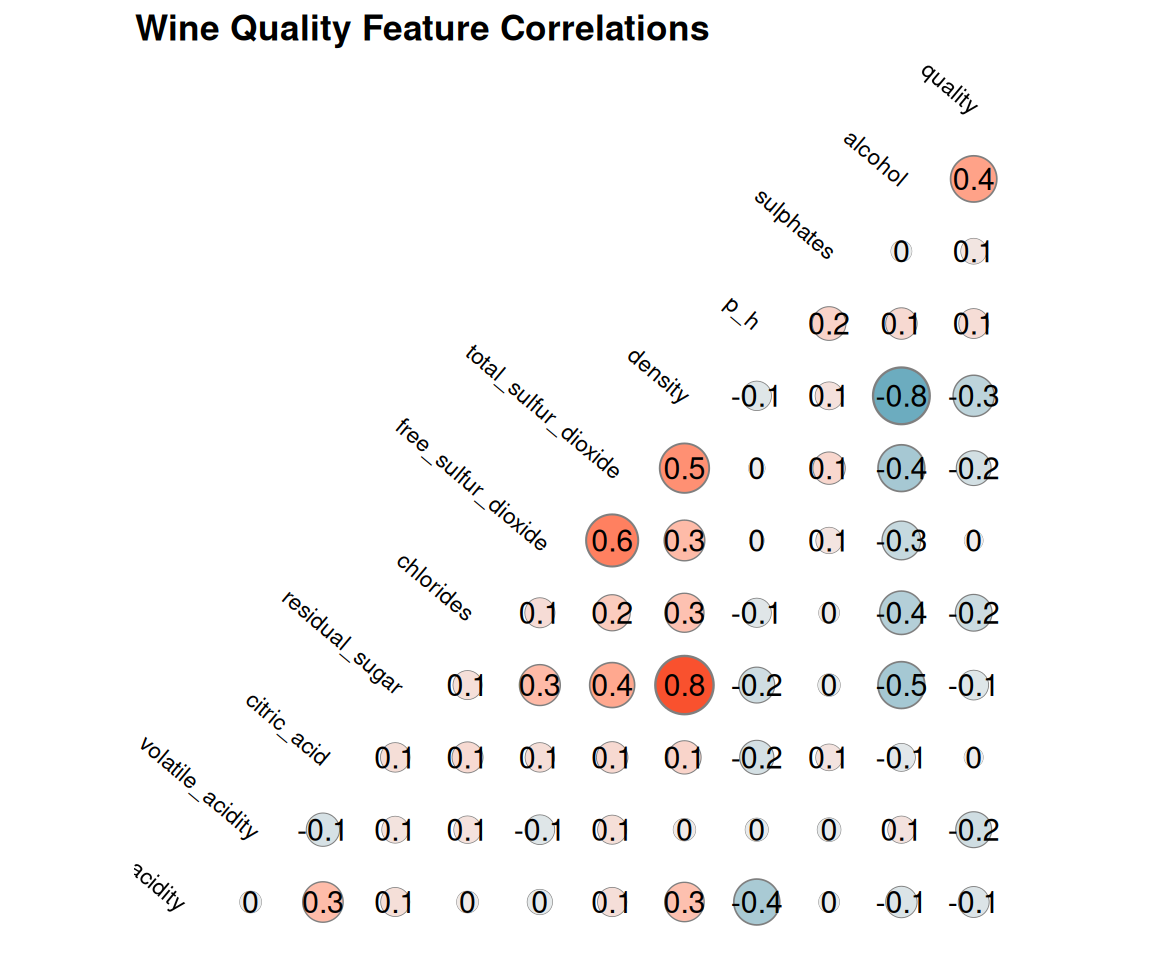 Wine Quality Feature Correlations
quality
alcohol 0.4
sulphates 0 0.1
p_h 0.2 0.1 0.1
density -0.1 0.1 -0.8 -0.3
total_sulfur_dioxide 0.5 0 0.1 -0.4 -0.2
free_sulfur_dioxide 0.6 0.3 0 0.1 -0.3 0
chlorides 0.1 0.2 0.3 -0.1 0 -0.4 -0.2
residual_sugar 0.1 0.3 0.4 0.8 -0.2 0 -0.5 -0.1
citric_acid 0.1 0.1 0.1 0.1 0.1 -0.2 0.1 -0.1 0
volatile_acidity -0.1 0.1 0.1 -0.1 0.1 0 0 0 0.1 -0.2
acidity 0 0.3 0.1 0 0 0.1 0.3 -0.4 0 -0.1 -0.1